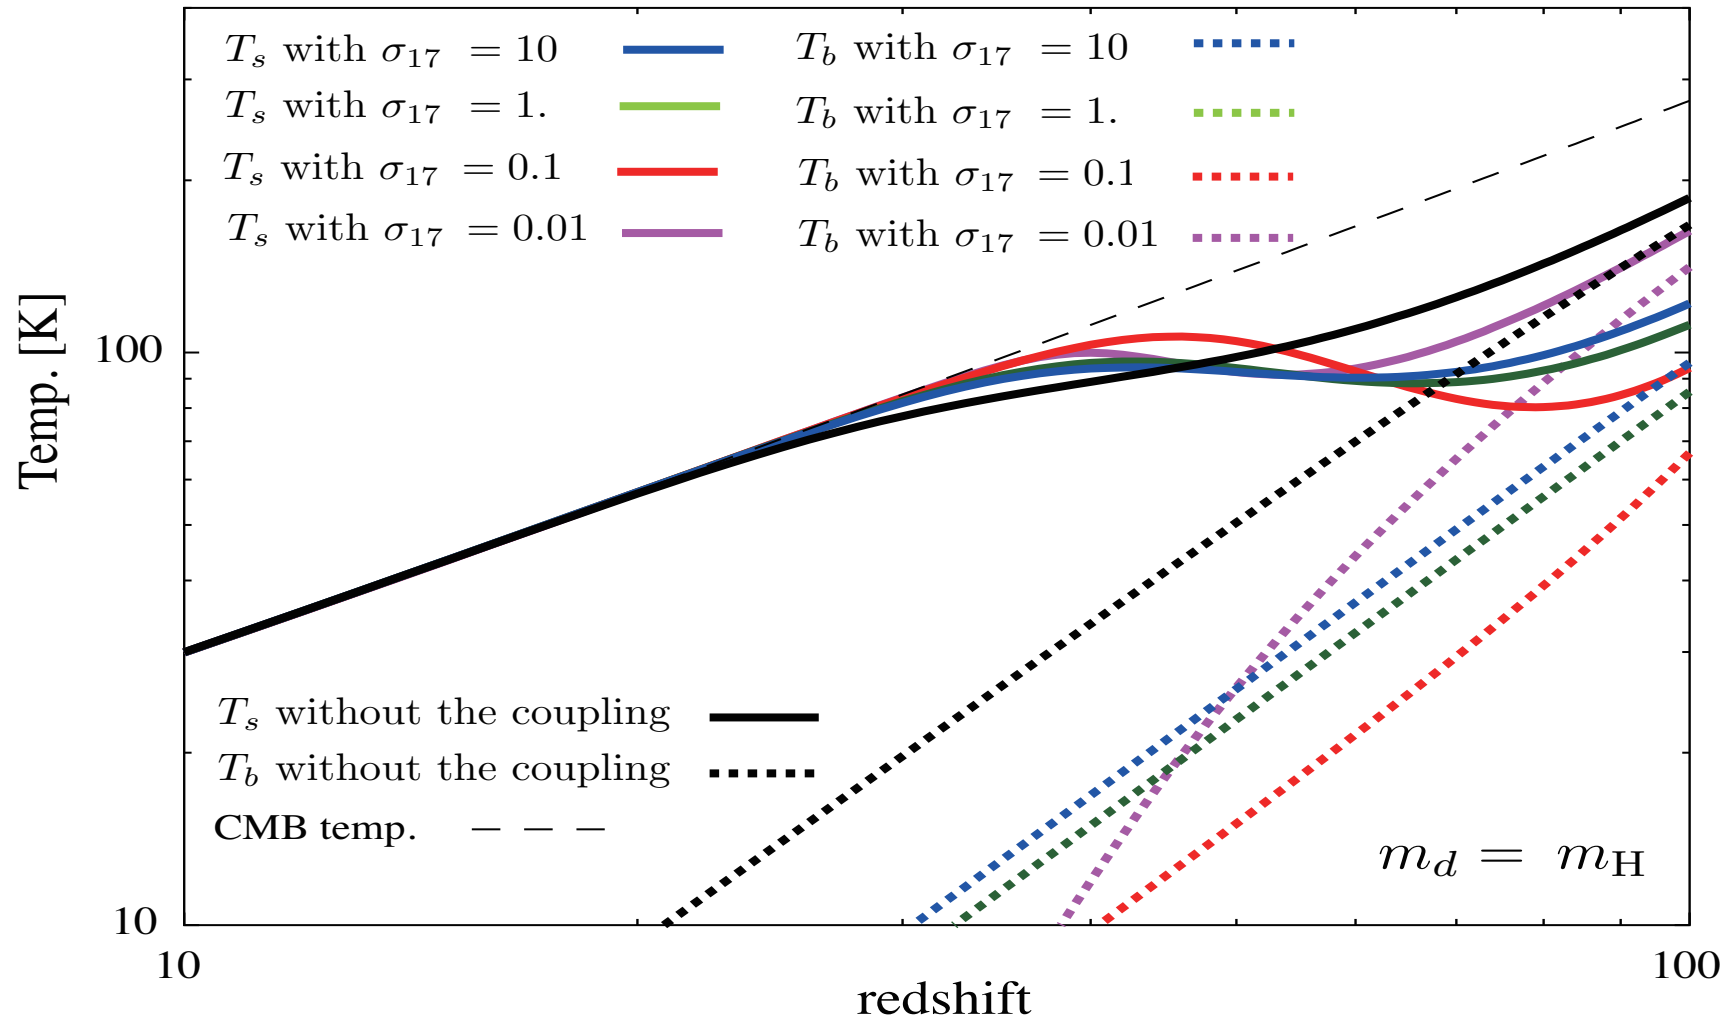 T_s with σ_17 = 10
T_b with σ_17 = 10
T_s with σ_17 = 1.
T_b with σ_17 = 1.
T_s with σ_17 = 0.1
T_b with σ_17 = 0.1
T_s with σ_17 = 0.01
T_b with σ_17 = 0.01
Temp. [K]
100
T_s without the coupling
T_b without the coupling
CMB temp.
m_d = m_H
10
10
100
redshift